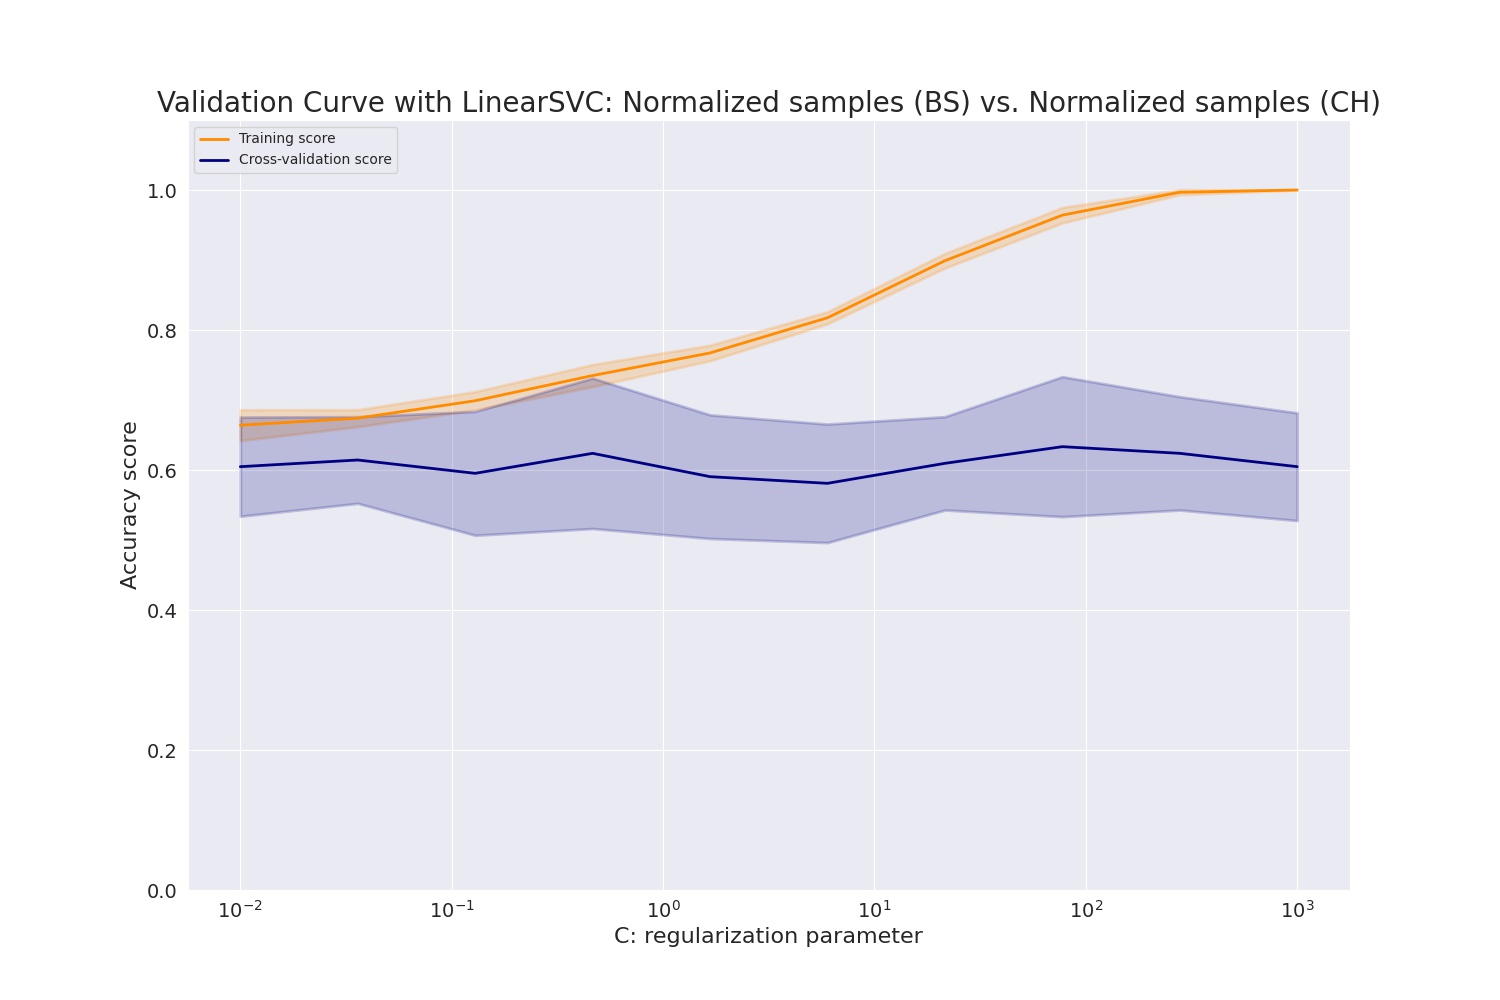 Validation Curve with LinearSVC: Normalized samples (BS) vs. Normalized samples (CH)
Training score
Cross-validation score
1.0
0.8
0.6
0.4
0.2
0.0
Accuracy score
10⁻² 10⁻¹ 10⁰ 10¹ 10² 10³
C: regularization parameter